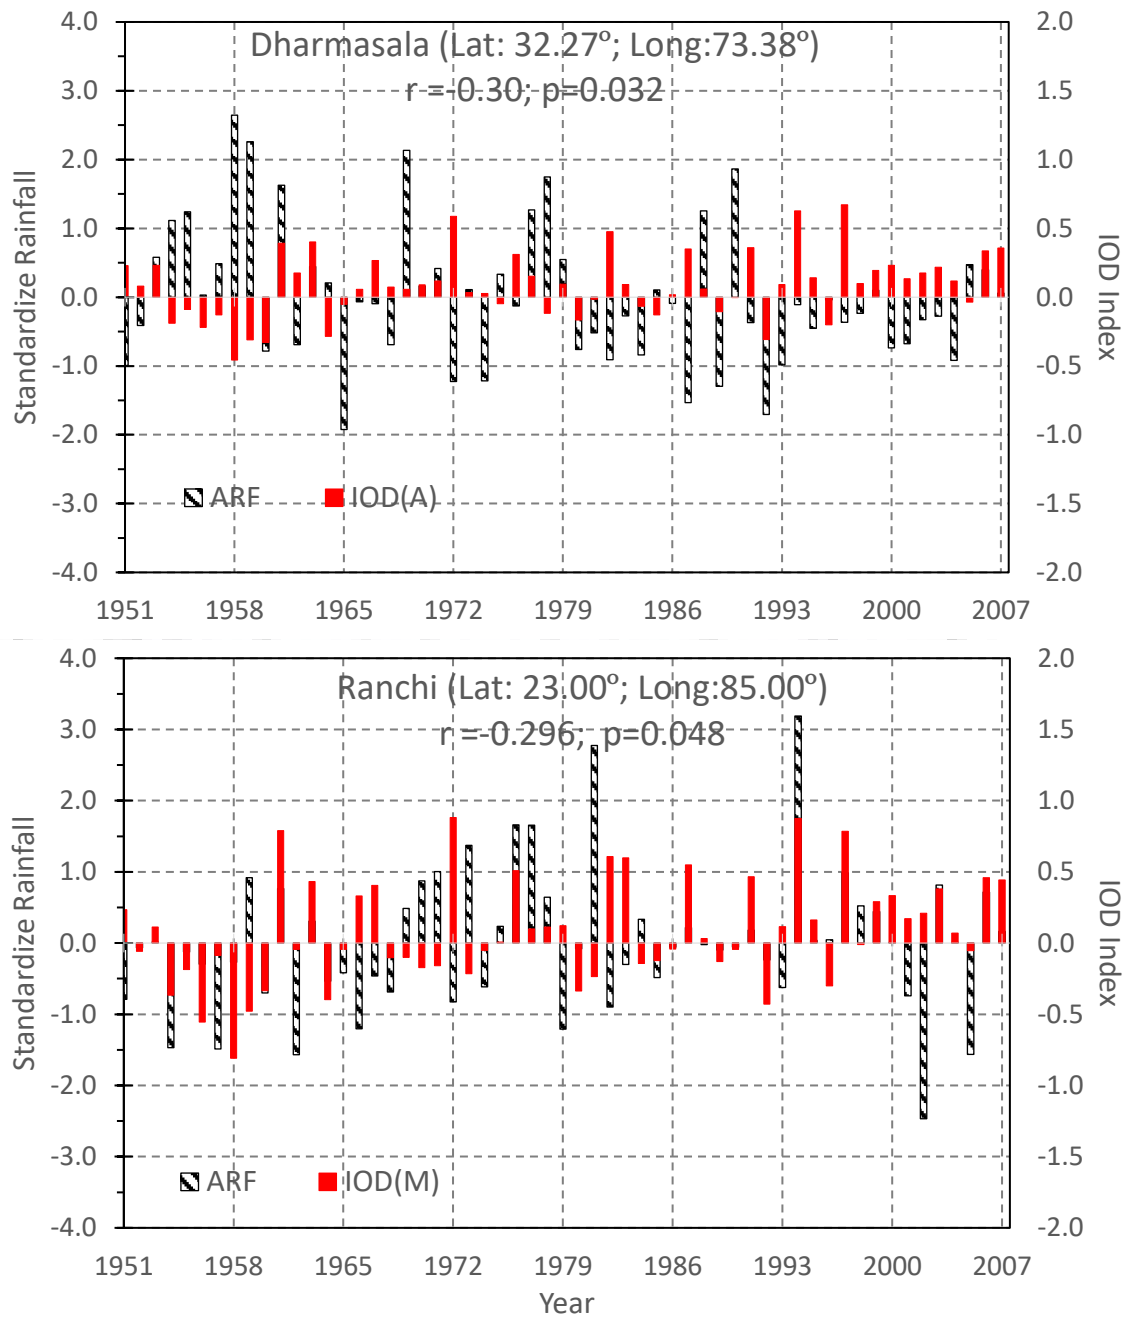 4.0 2.0
Dharmasala (Lat: 32.27º; Long:73.38º)
r =-0.30; p=0.032
3.0 1.5
2.0 1.0
1.0 0.5
0.0 0.0
-1.0 -0.5
-2.0 -1.0
-3.0 -1.5
-4.0 -2.0
Standardize Rainfall
IOD Index
ARF IOD(A)
1951 1958 1965 1972 1979 1986 1993 2000 2007
4.0 2.0
Ranchi (Lat: 23.00º; Long:85.00º)
r =-0.296; p=0.048
3.0 1.5
2.0 1.0
1.0 0.5
0.0 0.0
-1.0 -0.5
-2.0 -1.0
-3.0 -1.5
-4.0 -2.0
Standardize Rainfall
IOD Index
ARF IOD(M)
1951 1958 1965 1972 1979 1986 1993 2000 2007
Year